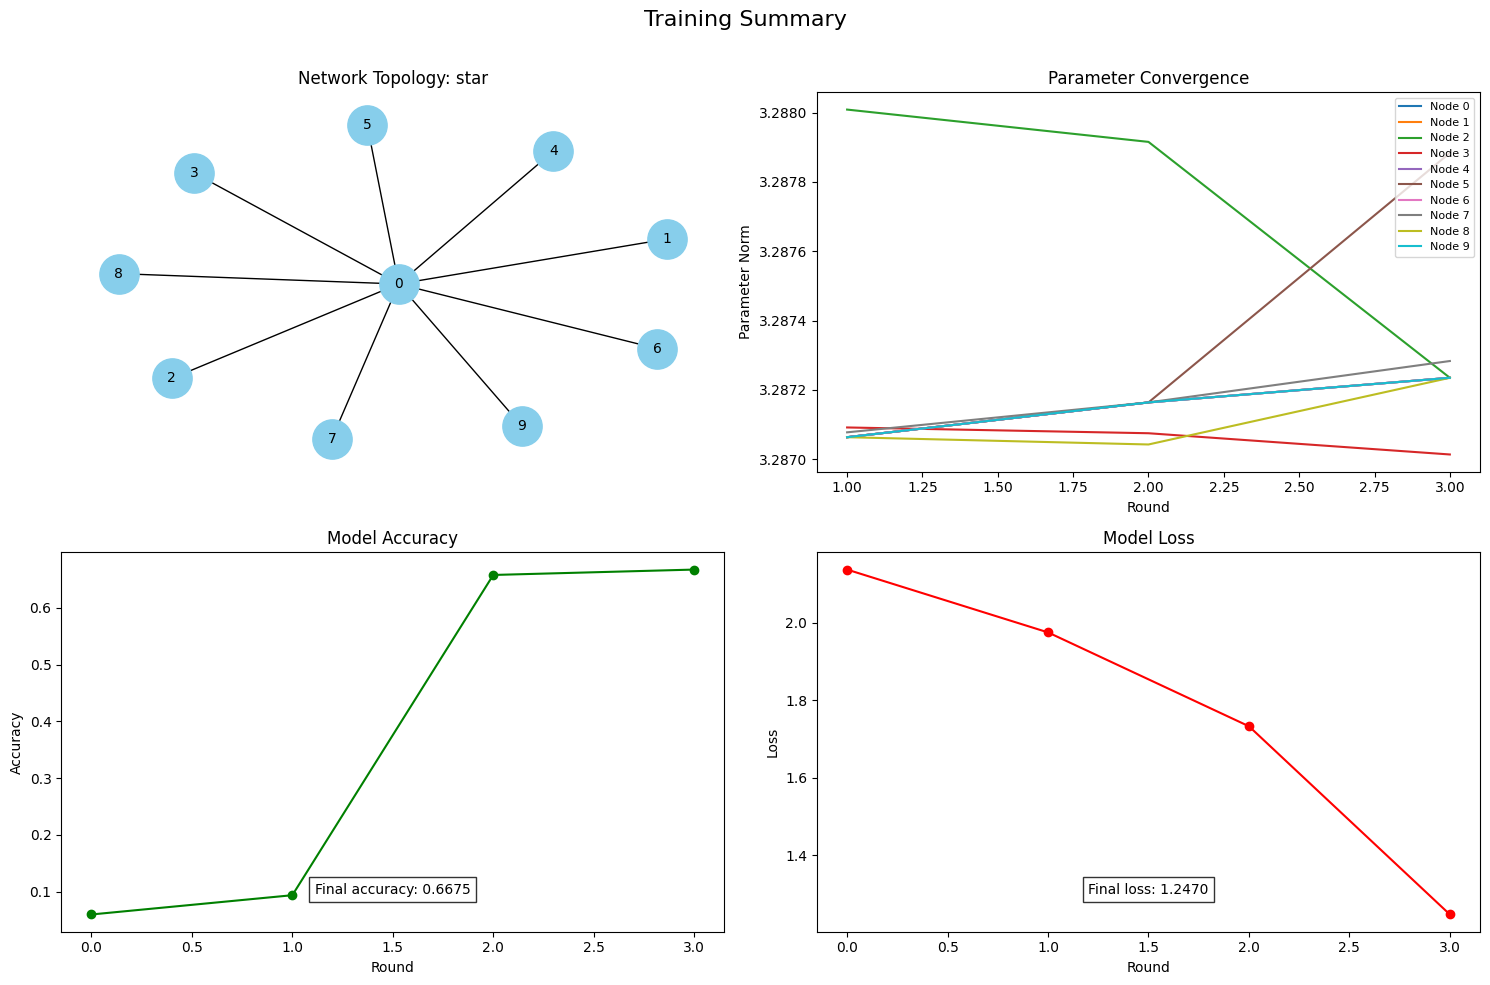 Training Summary
Network Topology: star
5
4
3
1
8
0
6
2
9
7
Parameter Convergence
Parameter Norm
3.2880
3.2878
3.2876
3.2874
3.2872
3.2870
Node 0
Node 1
Node 2
Node 3
Node 4
Node 5
Node 6
Node 7
Node 8
Node 9
1.00 1.25 1.50 1.75 2.00 2.25 2.50 2.75 3.00
Round
Model Accuracy
Accuracy
0.6
0.5
0.4
0.3
0.2
0.1
Final accuracy: 0.6675
0.0 0.5 1.0 1.5 2.0 2.5 3.0
Round
Model Loss
Loss
2.0
1.8
1.6
1.4
Final loss: 1.2470
0.0 0.5 1.0 1.5 2.0 2.5 3.0
Round